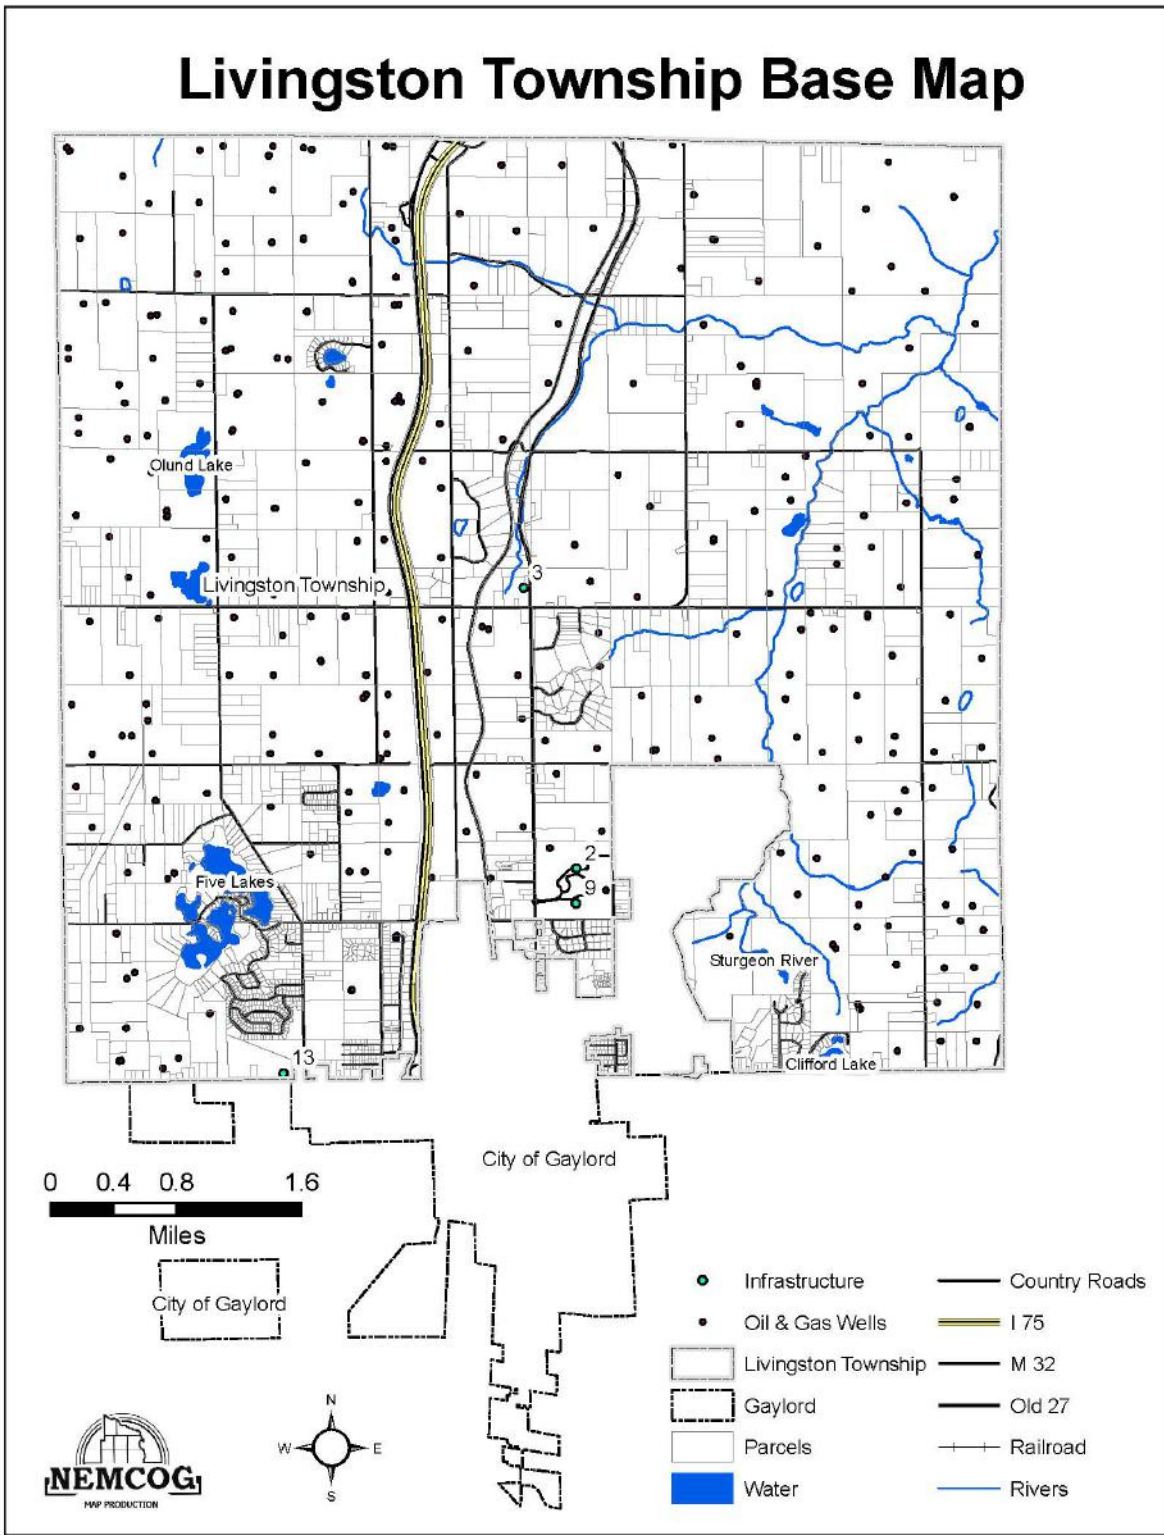 Livingston Township Base Map
Olund Lake
3
Livingston Township
2
Five Lakes
9
Sturgeon River
13
Clifford Lake
City of Gaylord
0 0.4 0.8 1.6
Miles
City of Gaylord
Infrastructure
Oil & Gas Wells
Livingston Township
Gaylord
Parcels
Water
Country Roads
I 75
M 32
Old 27
Railroad
Rivers
N
W E
S
NEMCOG
MAP PRODUCTION